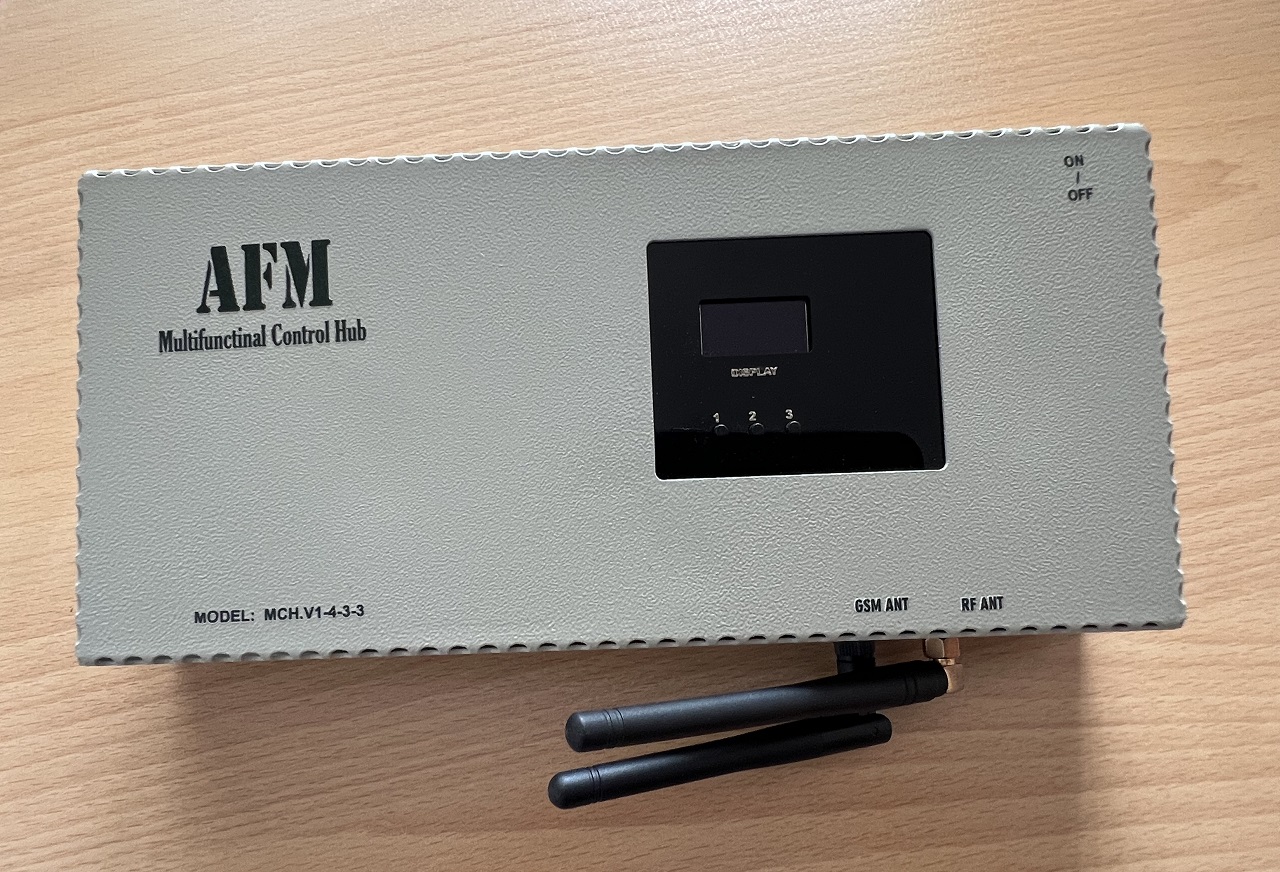 ON
/
OFF
AFM
Multifunctinal Control Hub
DISPLAY
1 2 3
MODEL: MCH.V1-4-3-3
GSM ANT
RF ANT